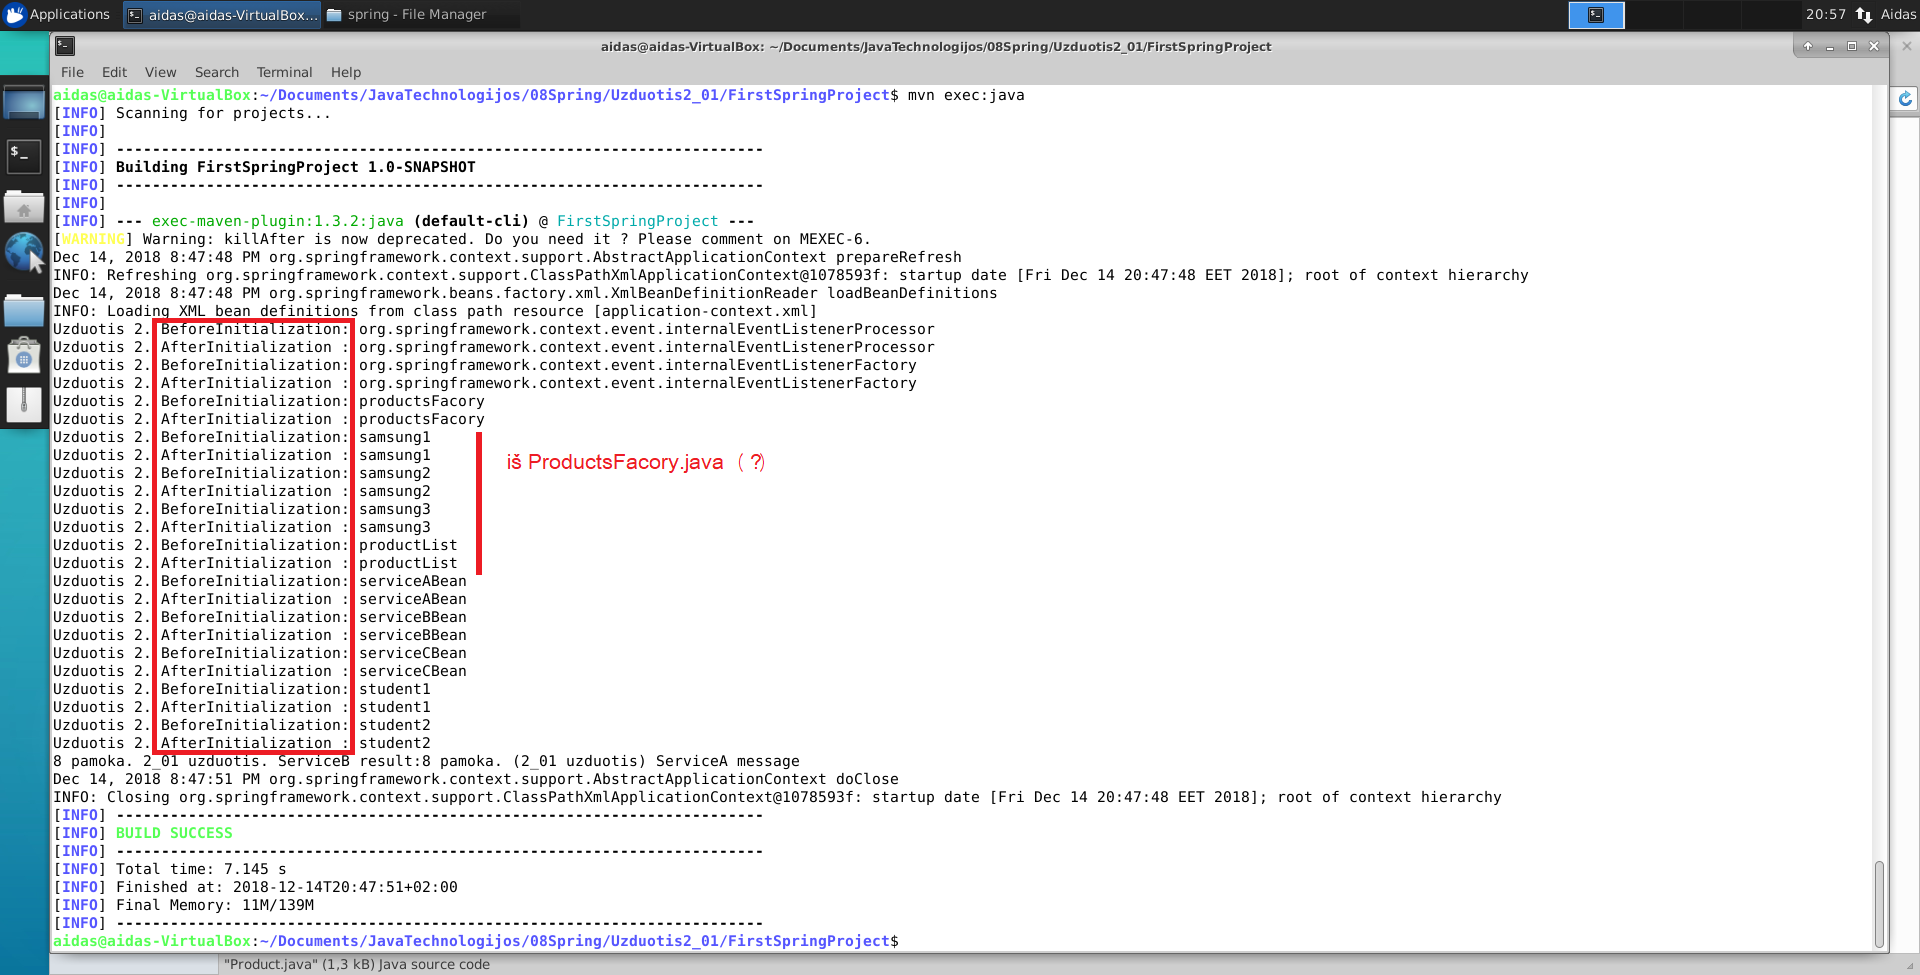 Applications aidas@aidas-VirtualBox... spring - File Manager 20:57 Aidas
aidas@aidas-VirtualBox: ~/Documents/JavaTechnologijos/08Spring/Uzduotis2_01/FirstSpringProject
File Edit View Search Terminal Help
aidas@aidas-VirtualBox:~/Documents/JavaTechnologijos/08Spring/Uzduotis2_01/FirstSpringProject$ mvn exec:java
[INFO] Scanning for projects...
[INFO]
[INFO] ------------------------------------------------------------------------
[INFO] Building FirstSpringProject 1.0-SNAPSHOT
[INFO] ------------------------------------------------------------------------
[INFO]
[INFO] --- exec-maven-plugin:1.3.2:java (default-cli) @ FirstSpringProject ---
[WARNING] Warning: killAfter is now deprecated. Do you need it ? Please comment on MEXEC-6.
Dec 14, 2018 8:47:48 PM org.springframework.context.support.AbstractApplicationContext prepareRefresh
INFO: Refreshing org.springframework.context.support.ClassPathXmlApplicationContext@1078593f: startup date [Fri Dec 14 20:47:48 EET 2018]; root of context hierarchy
Dec 14, 2018 8:47:48 PM org.springframework.beans.factory.xml.XmlBeanDefinitionReader loadBeanDefinitions
INFO: Loading XML bean definitions from class path resource [application-context.xml]
Uzduotis 2. BeforeInitialization: org.springframework.context.event.internalEventListenerProcessor
Uzduotis 2. AfterInitialization : org.springframework.context.event.internalEventListenerProcessor
Uzduotis 2. BeforeInitialization: org.springframework.context.event.internalEventListenerFactory
Uzduotis 2. AfterInitialization : org.springframework.context.event.internalEventListenerFactory
Uzduotis 2. BeforeInitialization: productsFacory
Uzduotis 2. AfterInitialization : productsFacory
Uzduotis 2. BeforeInitialization: samsung1
Uzduotis 2. AfterInitialization : samsung1
iš ProductsFacory.java ( ?)
Uzduotis 2. BeforeInitialization: samsung2
Uzduotis 2. AfterInitialization : samsung2
Uzduotis 2. BeforeInitialization: samsung3
Uzduotis 2. AfterInitialization : samsung3
Uzduotis 2. BeforeInitialization: productList
Uzduotis 2. AfterInitialization : productList
Uzduotis 2. BeforeInitialization: serviceABean
Uzduotis 2. AfterInitialization : serviceABean
Uzduotis 2. BeforeInitialization: serviceBBean
Uzduotis 2. AfterInitialization : serviceBBean
Uzduotis 2. BeforeInitialization: serviceCBean
Uzduotis 2. AfterInitialization : serviceCBean
Uzduotis 2. BeforeInitialization: student1
Uzduotis 2. AfterInitialization : student1
Uzduotis 2. BeforeInitialization: student2
Uzduotis 2. AfterInitialization : student2
8 pamoka. 2_01 uzduotis. ServiceB result:8 pamoka. (2_01 uzduotis) ServiceA message
Dec 14, 2018 8:47:51 PM org.springframework.context.support.AbstractApplicationContext doClose
INFO: Closing org.springframework.context.support.ClassPathXmlApplicationContext@1078593f: startup date [Fri Dec 14 20:47:48 EET 2018]; root of context hierarchy
[INFO] ------------------------------------------------------------------------
[INFO] BUILD SUCCESS
[INFO] ------------------------------------------------------------------------
[INFO] Total time: 7.145 s
[INFO] Finished at: 2018-12-14T20:47:51+02:00
[INFO] Final Memory: 11M/139M
[INFO] ------------------------------------------------------------------------
aidas@aidas-VirtualBox:~/Documents/JavaTechnologijos/08Spring/Uzduotis2_01/FirstSpringProject$
"Product.java" (1,3 kB) Java source code